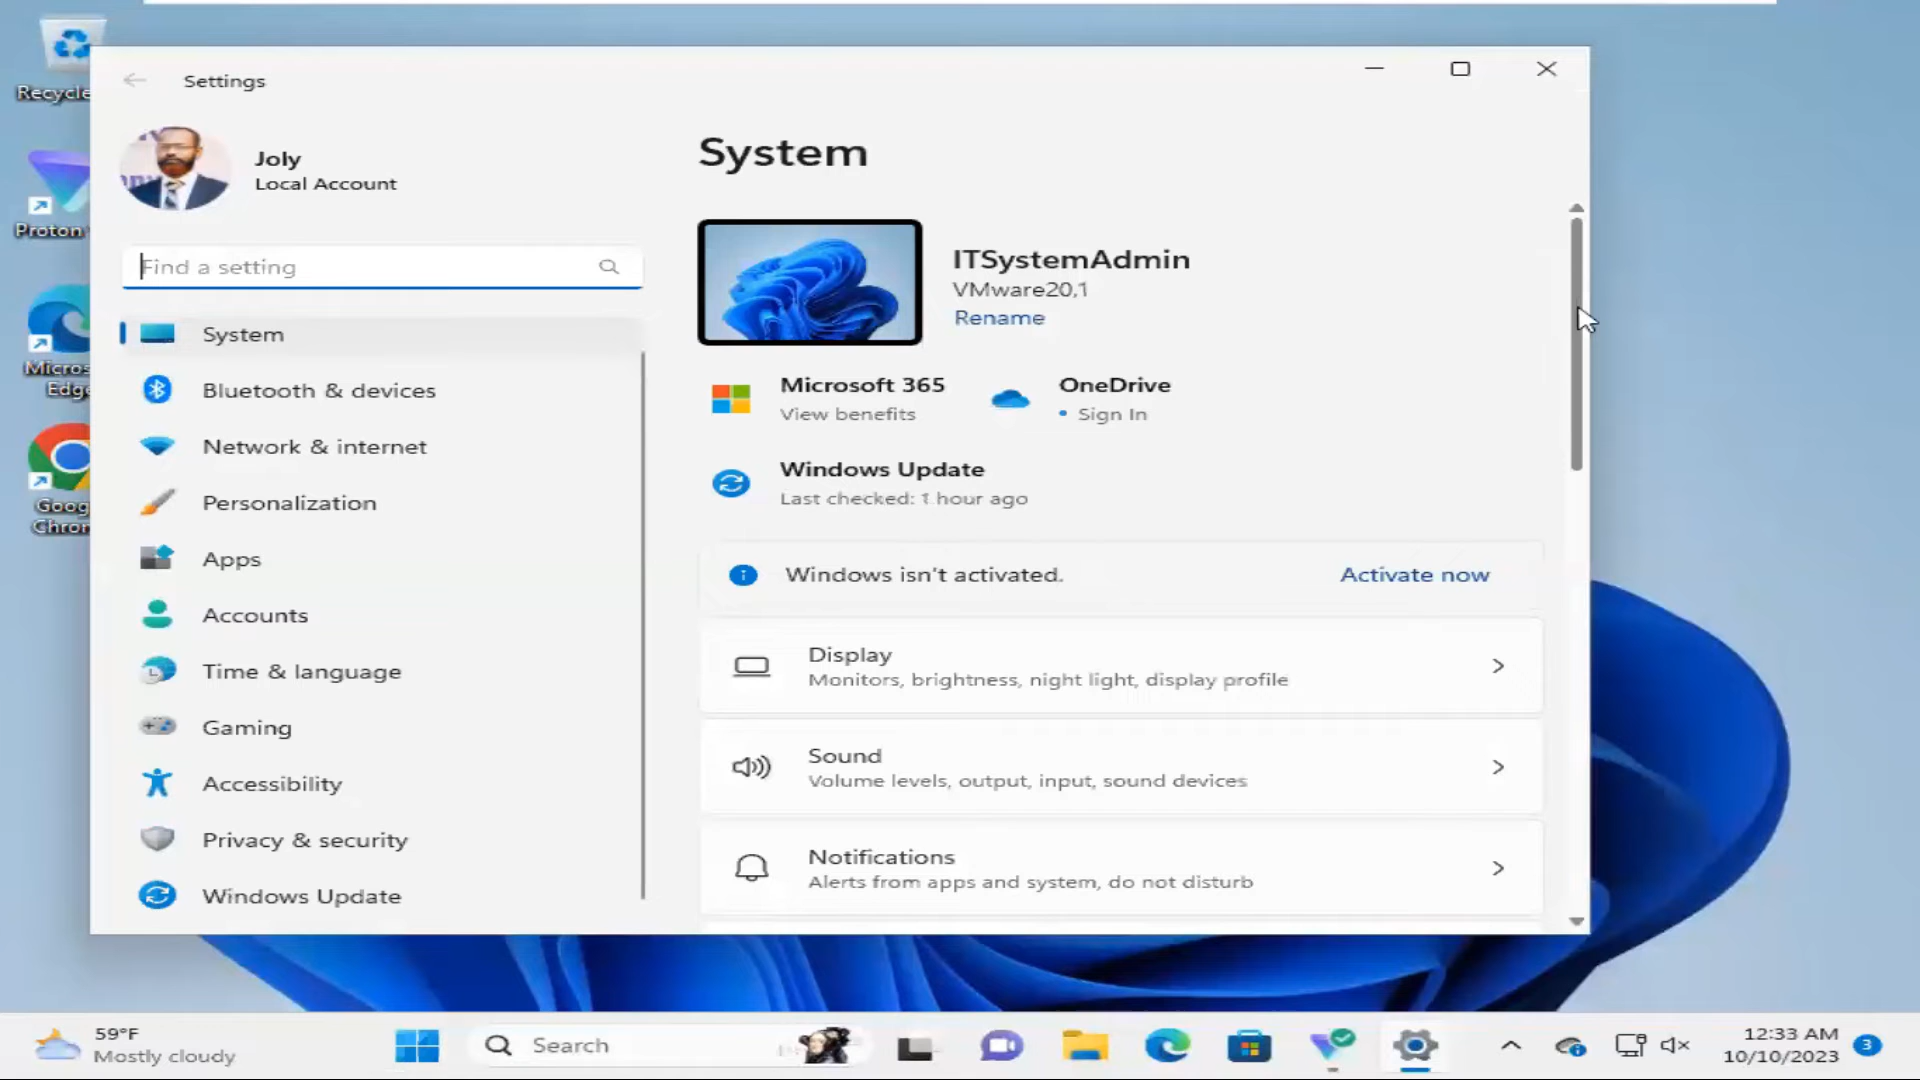 Recycle
Proton
Micros
Edge
Goog
Chron
Settings
Joly
Local Account
Find a setting
System
Bluetooth & devices
Network & internet
Personalization
Apps
Accounts
Time & language
Gaming
Accessibility
Privacy & security
Windows Update
System
ITSystemAdmin
VMware20,1
Rename
Microsoft 365
View benefits
OneDrive
• Sign In
Windows Update
Last checked: 1 hour ago
Windows isn't activated.
Activate now
Display
Monitors, brightness, night light, display profile
Sound
Volume levels, output, input, sound devices
Notifications
Alerts from apps and system, do not disturb
59°F
Mostly cloudy
Search
12:33 AM
10/10/2023
3